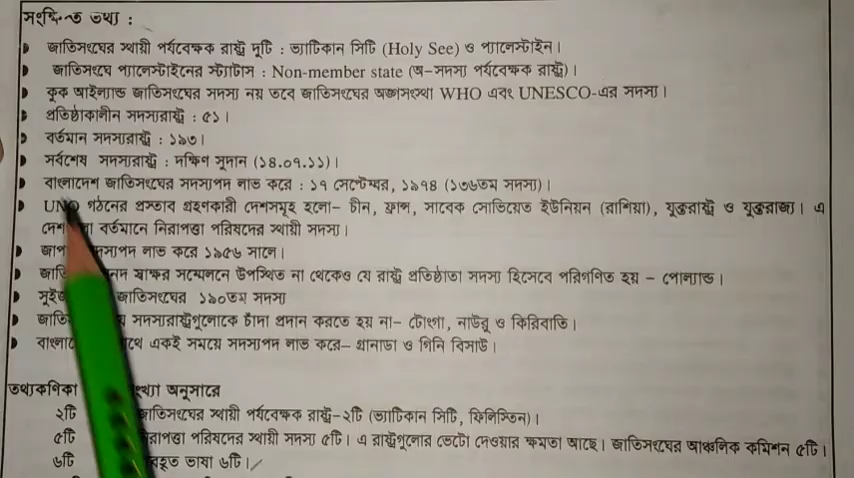 সংক্ষিপ্ত তথ্য :
জাতিসংঘের স্থায়ী পর্যবেক্ষক রাষ্ট্র দুটি : ভ্যাটিকান সিটি (Holy See) ও প্যালেস্টাইন।
জাতিসংঘে প্যালেস্টাইনের স্ট্যাটাস : Non-member state (অ-সদস্য পর্যবেক্ষক রাষ্ট্র)।
কুক আইল্যান্ড জাতিসংঘের সদস্য নয় তবে জাতিসংঘের অঙ্গসংস্থা WHO এবং UNESCO-এর সদস্য।
প্রতিষ্ঠাকালীন সদস্যরাষ্ট্র : ৫১।
বর্তমান সদস্যরাষ্ট্র : ১৯৩।
সর্বশেষ সদস্যরাষ্ট্র : দক্ষিণ সুদান (১৪.০৭.১১)।
বাংলাদেশ জাতিসংঘের সদস্যপদ লাভ করে : ১৭ সেপ্টেম্বর, ১৯৭৪ (১৩৬তম সদস্য)।
UNO গঠনের প্রস্তাব গ্রহণকারী দেশসমূহ হলো– চীন, ফ্রান্স, সাবেক সোভিয়েত ইউনিয়ন (রাশিয়া), যুক্তরাষ্ট্র ও যুক্তরাজ্য। এ
বর্তমানে নিরাপত্তা পরিষদের স্থায়ী সদস্য।
সদস্যপদ লাভ করে ১৯৫৬ সালে।
সনদ স্বাক্ষর সম্মেলনে উপস্থিত না থেকেও যে রাষ্ট্র প্রতিষ্ঠাতা সদস্য হিসেবে পরিগণিত হয় – পোল্যান্ড।
জাতিসংঘের ১৯০তম সদস্য
সদস্যরাষ্ট্রগুলোকে চাঁদা প্রদান করতে হয় না– টোংগা, নাউরু ও কিরিবাতি।
একই সময়ে সদস্যপদ লাভ করে– গ্রানাডা ও গিনি বিসাউ।
তথ্যকণিকা অনুসারে
২টি জাতিসংঘের স্থায়ী পর্যবেক্ষক রাষ্ট্র–২টি (ভ্যাটিকান সিটি, ফিলিস্তিন)।
৫টি নিরাপত্তা পরিষদের স্থায়ী সদস্য ৫টি। এ রাষ্ট্রগুলোর ভেটো দেওয়ার ক্ষমতা আছে। জাতিসংঘের আঞ্চলিক কমিশন ৫টি।
৬টি ভাষা ৬টি।